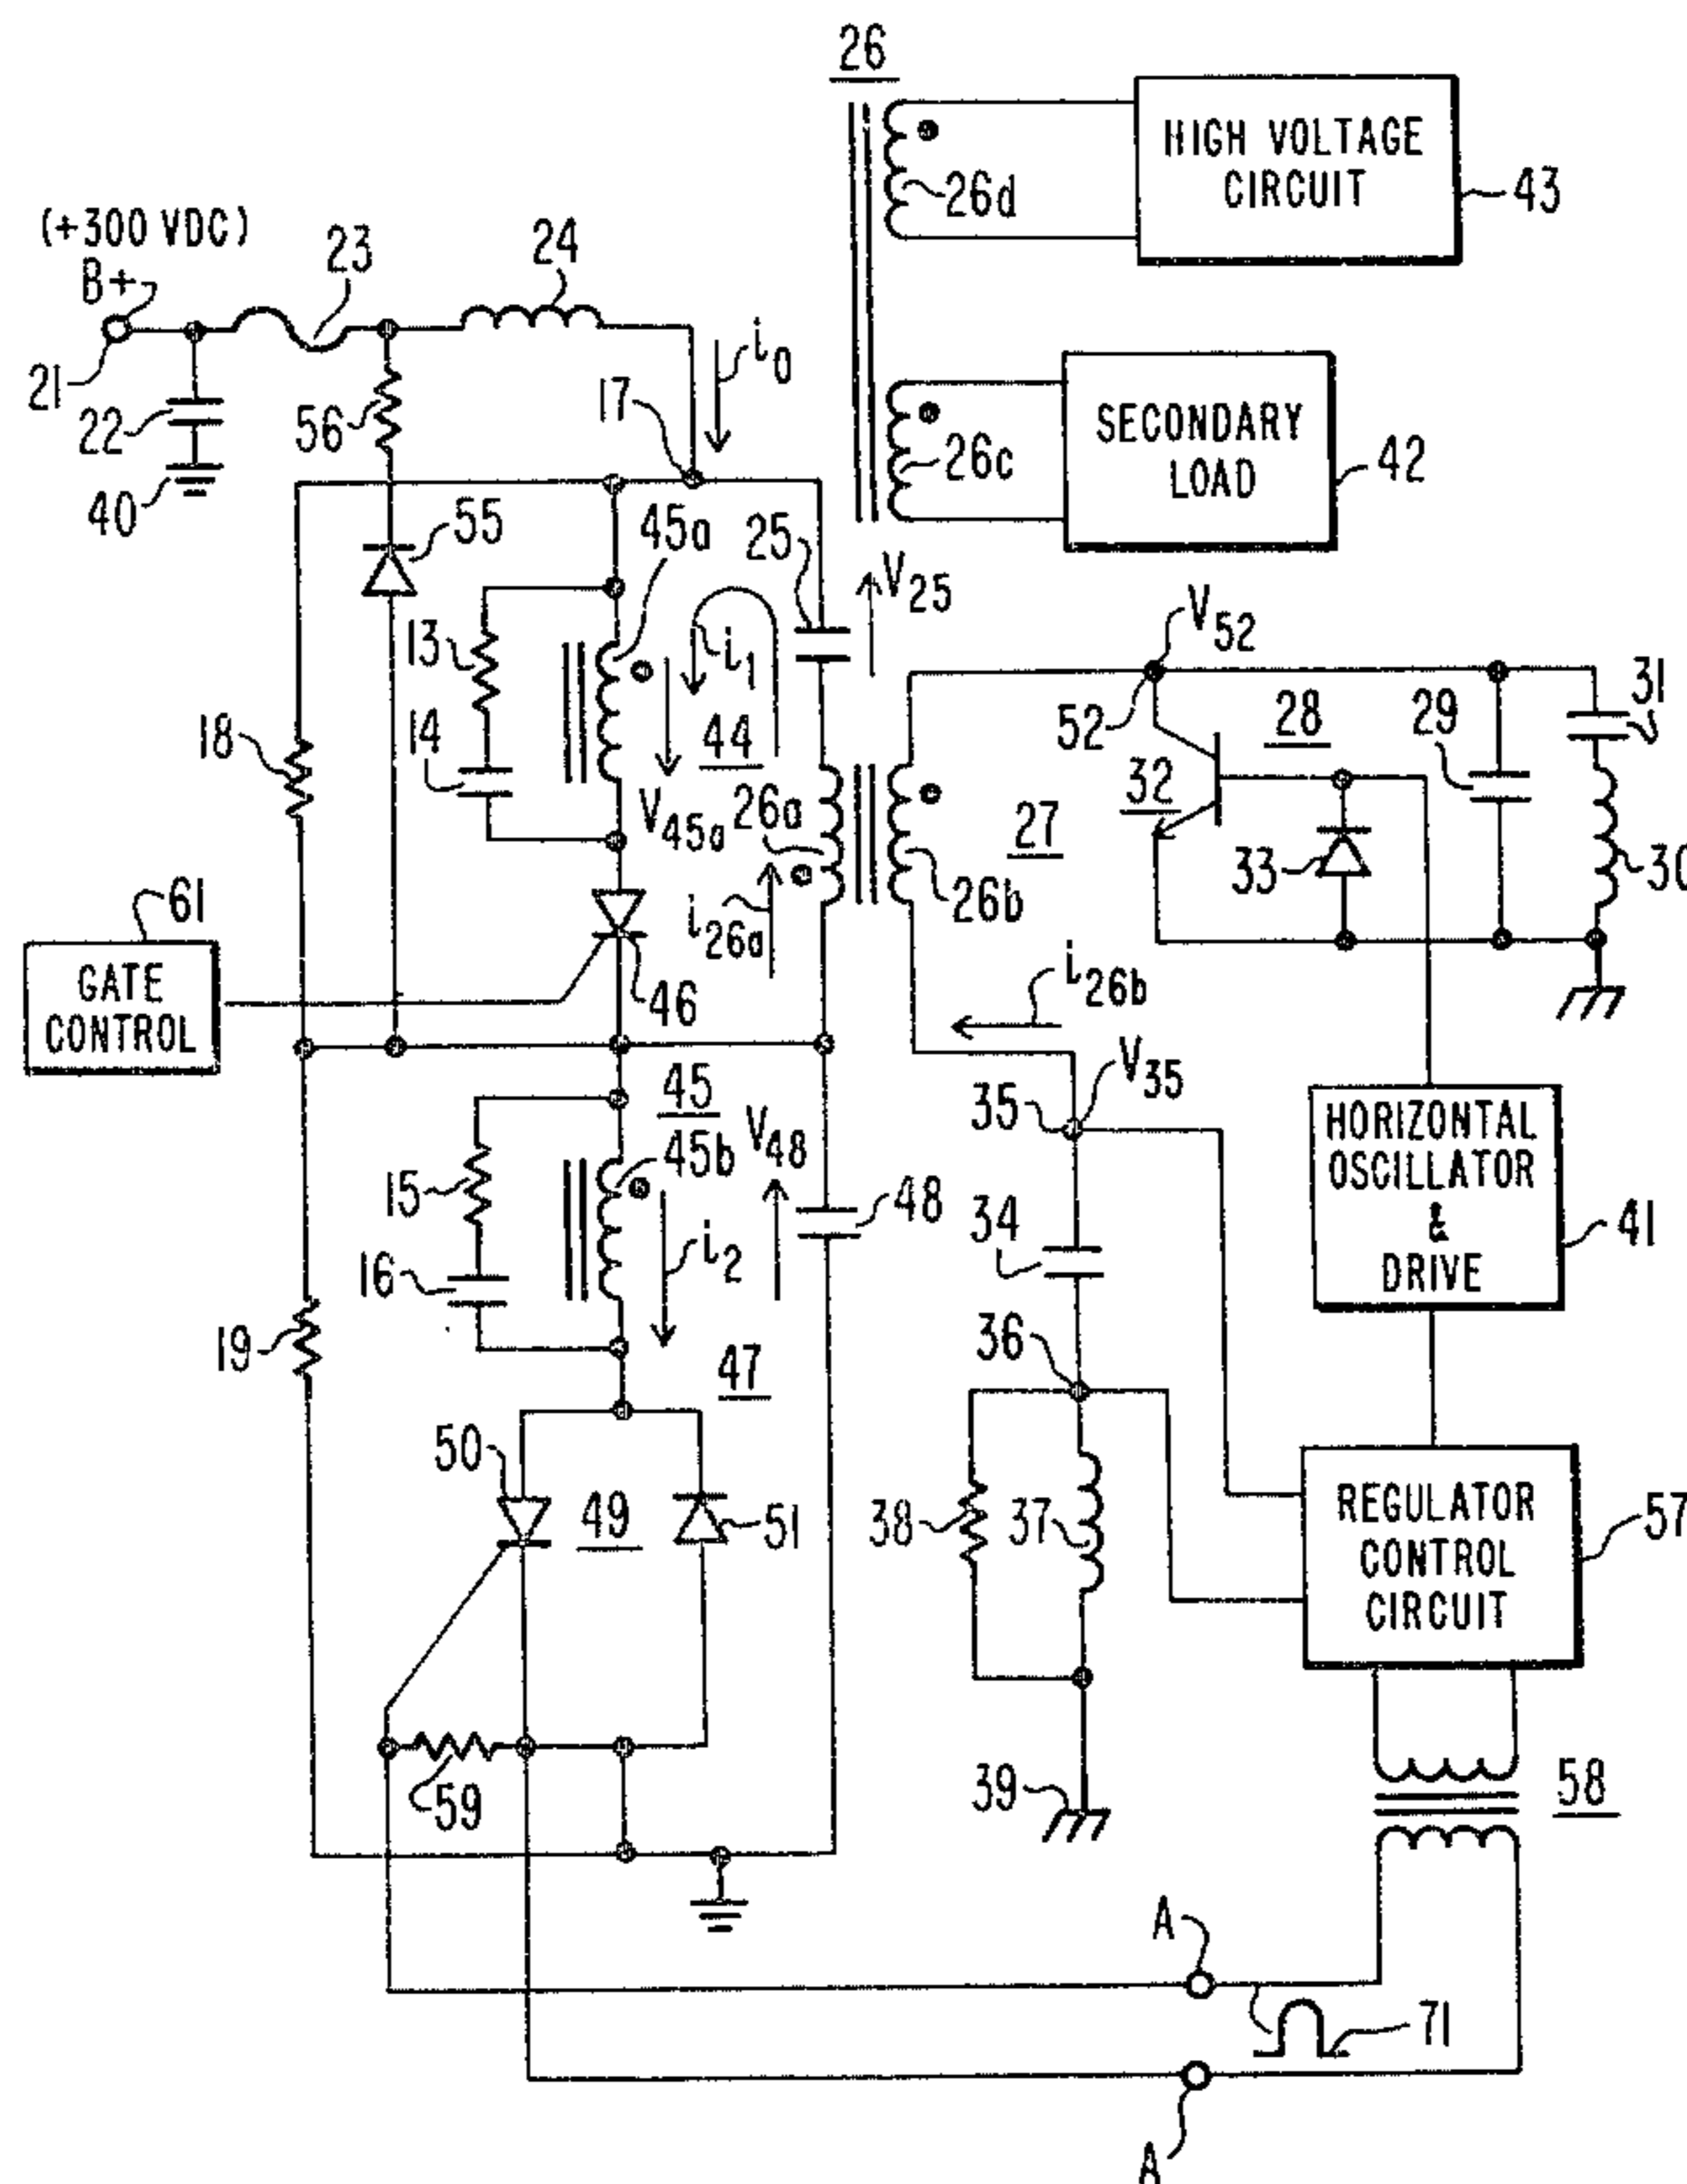 26
HIGH VOLTAGE
CIRCUIT
43
26d
(+300 VDC)
B+
23
24
21
22
40
56
17
i0
SECONDARY
LOAD
42
26c
55
45a
25
V25
V52
52
13
i1
18
14
44
V45a
26a
27
26b
32
28
29
31
33
30
61
GATE
CONTROL
i26a
46
i26b
45
V48
45b
35
V35
HORIZONTAL
OSCILLATOR
&
DRIVE
41
15
16
i2
48
34
19
47
36
50
49
51
38
37
REGULATOR
CONTROL
CIRCUIT
57
59
39
58
A
71
A